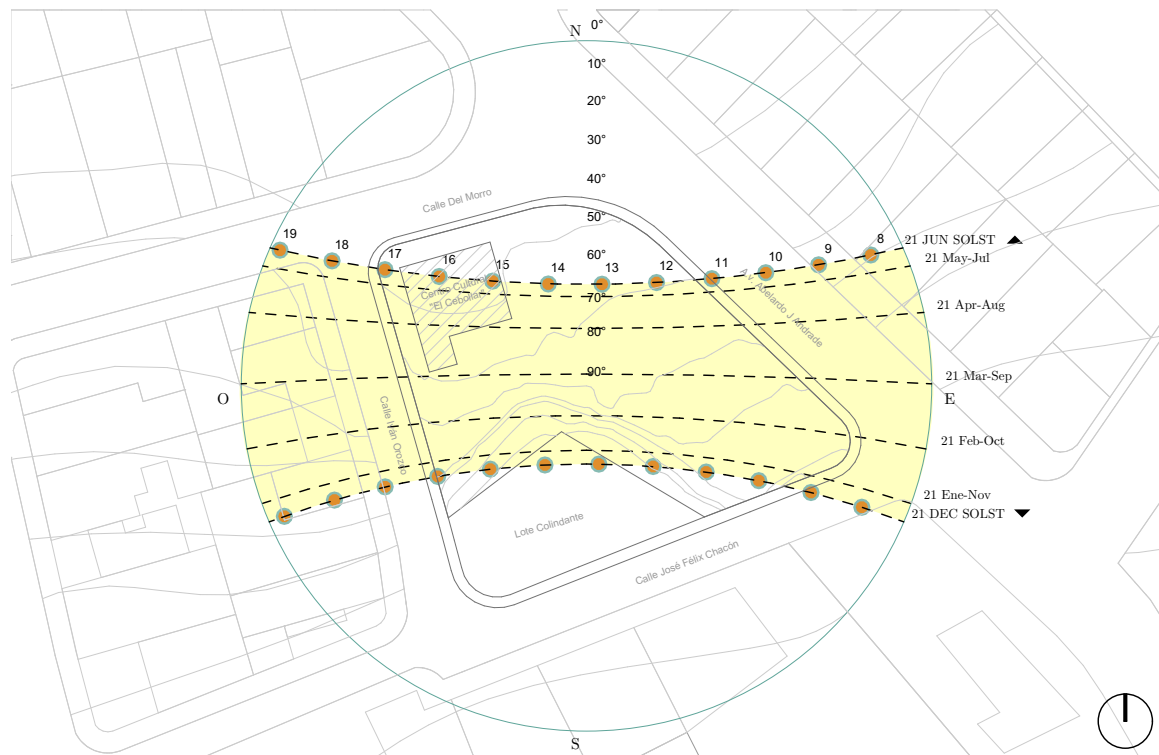 0°
N
10°
20°
30°
40°
Calle Del Morro
50°
60°
70°
80°
90°
19
18
17
16
15
14
13
12
11
10
9
8
21 JUN SOLST
21 May-Jul
21 Apr-Aug
21 Mar-Sep
21 Feb-Oct
21 Ene-Nov
21 DEC SOLST
Centro Cultural
"El Cebollar"
A.V. Abelardo J Andrade
O
E
Calle Iván Orozco
Lote Colindante
Calle José Félix Chacón
S